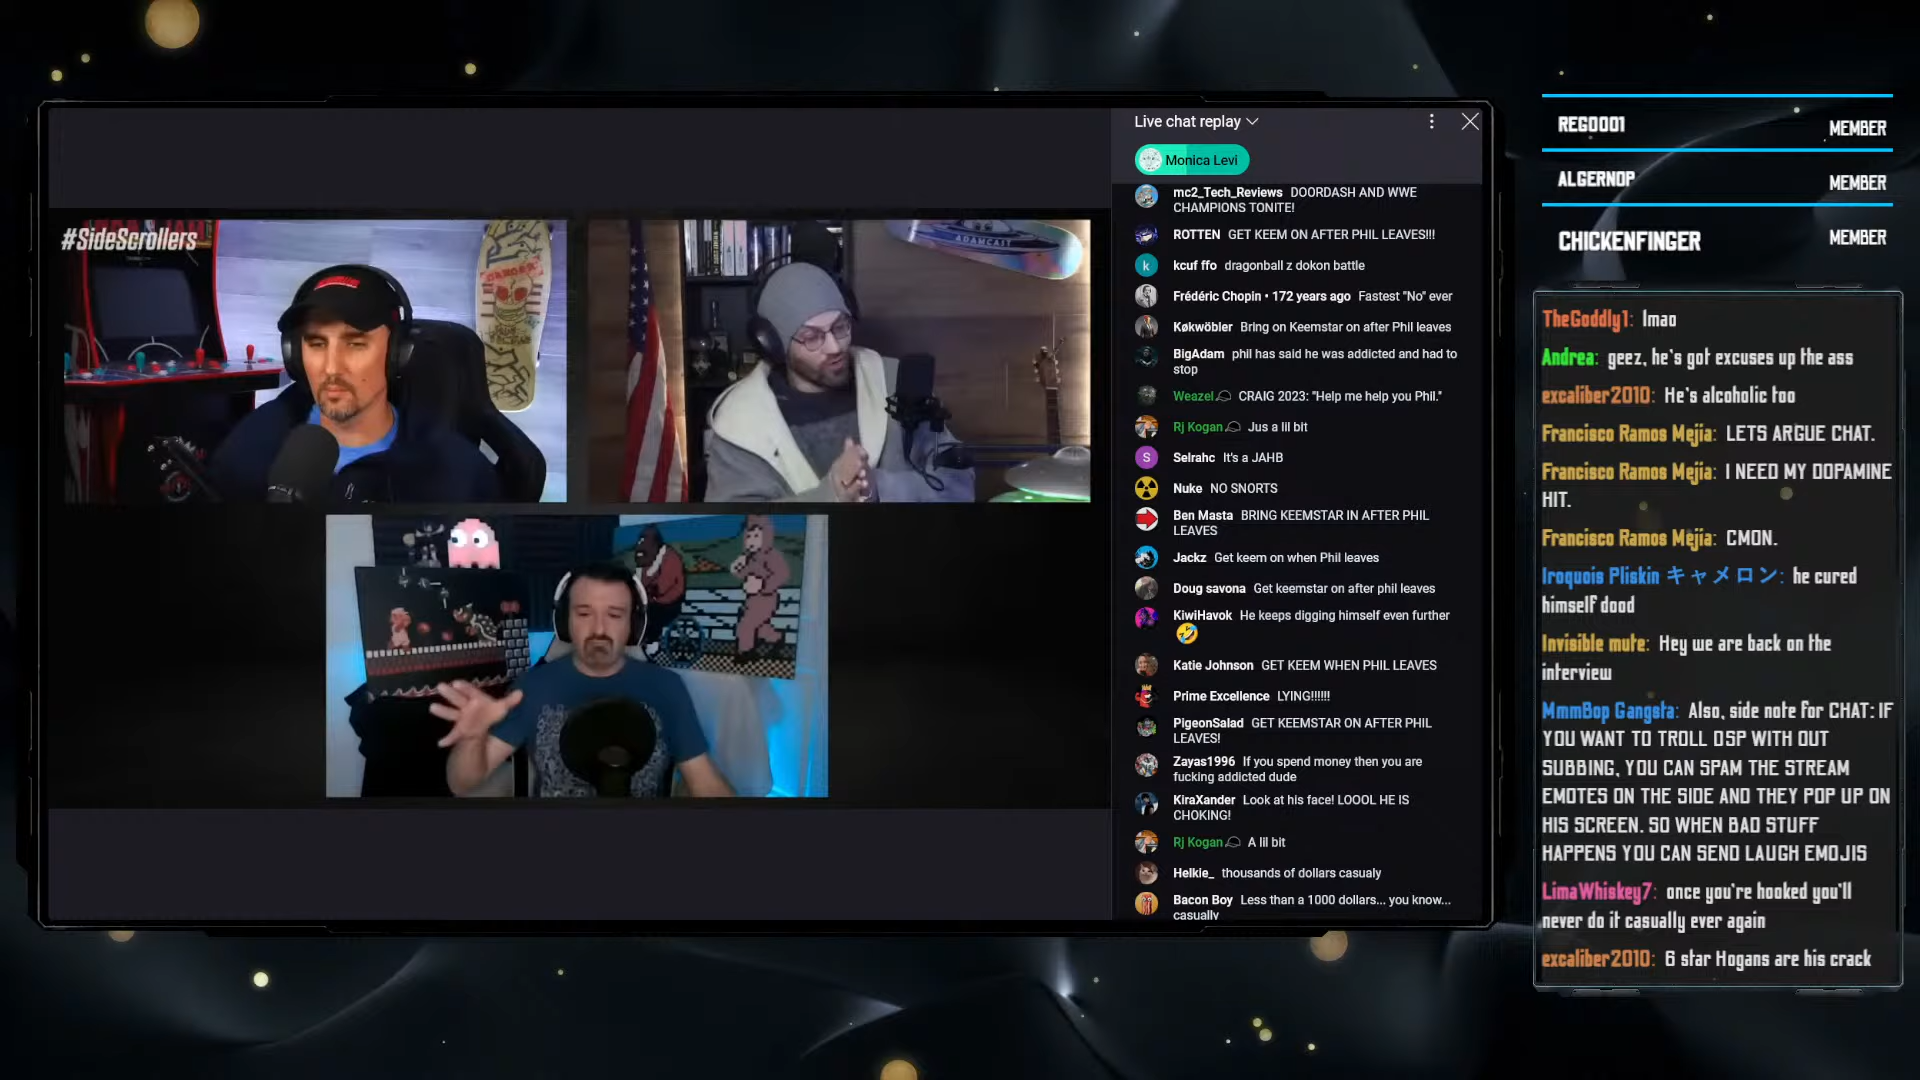 #SideScrollers
ADAMCAST
Live chat replay
Monica Levi
mc2_Tech_Reviews DOORDASH AND WWE
CHAMPIONS TONITE!
ROTTEN GET KEEM ON AFTER PHIL LEAVES!!!
k
kcuf ffo dragonball z dokon battle
Frédéric Chopin • 172 years ago Fastest "No" ever
Køkwöbler Bring on Keemstar on after Phil leaves
BigAdam phil has said he was addicted and had to
stop
Weazel CRAIG 2023: "Help me help you Phil."
Rj Kogan Jus a lil bit
S
Selrahc It's a JAHB
Nuke NO SNORTS
Ben Masta BRING KEEMSTAR IN AFTER PHIL
LEAVES
Jackz Get keem on when Phil leaves
Doug savona Get keemstar on after phil leaves
KiwiHavok He keeps digging himself even further
🤣
Katie Johnson GET KEEM WHEN PHIL LEAVES
Prime Excellence LYING!!!!!!
PigeonSalad GET KEEMSTAR ON AFTER PHIL
LEAVES!
Zayas1996 If you spend money then you are
fucking addicted dude
KiraXander Look at his face! LOOOL HE IS
CHOKING!
Rj Kogan A lil bit
Helkie_ thousands of dollars casualy
Bacon Boy Less than a 1000 dollars... you know...
casually
REG0001 MEMBER
ALGERNOP MEMBER
CHICKENFINGER MEMBER
TheGoddly1: lmao
Andrea: geez, he's got excuses up the ass
excaliber2010: He's alcoholic too
Francisco Ramos Mejia: LETS ARGUE CHAT.
Francisco Ramos Mejia: I NEED MY DOPAMINE
HIT.
Francisco Ramos Mejia: CMON.
Iroquois Pliskin キャメロン: he cured
himself dood
Invisible mute: Hey we are back on the
interview
MmmBop Gangsta: Also, side note for CHAT: IF
YOU WANT TO TROLL DSP WITH OUT
SUBBING, YOU CAN SPAM THE STREAM
EMOTES ON THE SIDE AND THEY POP UP ON
HIS SCREEN. SO WHEN BAD STUFF
HAPPENS YOU CAN SEND LAUGH EMOJIS
LimaWhiskey7: once you're hooked you'll
never do it casually ever again
excaliber2010: 6 star Hogans are his crack